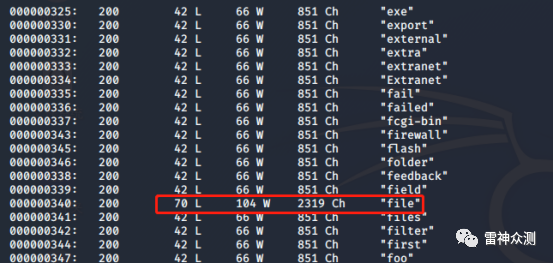 000000325: 200 42 L 66 W 851 Ch "exe"
000000330: 200 42 L 66 W 851 Ch "export"
000000331: 200 42 L 66 W 851 Ch "external"
000000332: 200 42 L 66 W 851 Ch "extra"
000000333: 200 42 L 66 W 851 Ch "extranet"
000000334: 200 42 L 66 W 851 Ch "Extranet"
000000335: 200 42 L 66 W 851 Ch "fail"
000000336: 200 42 L 66 W 851 Ch "failed"
000000337: 200 42 L 66 W 851 Ch "fcgi-bin"
000000343: 200 42 L 66 W 851 Ch "firewall"
000000345: 200 42 L 66 W 851 Ch "flash"
000000346: 200 42 L 66 W 851 Ch "folder"
000000338: 200 42 L 66 W 851 Ch "feedback"
000000339: 200 42 L 66 W 851 Ch "field"
000000340: 200 70 L 104 W 2319 Ch "file"
000000341: 200 42 L 66 W 851 Ch "files"
000000342: 200 42 L 66 W 851 Ch "filter"
000000344: 200 42 L 66 W 851 Ch "first"
000000347: 200 42 L 66 W 851 Ch "foo"
雷神众测